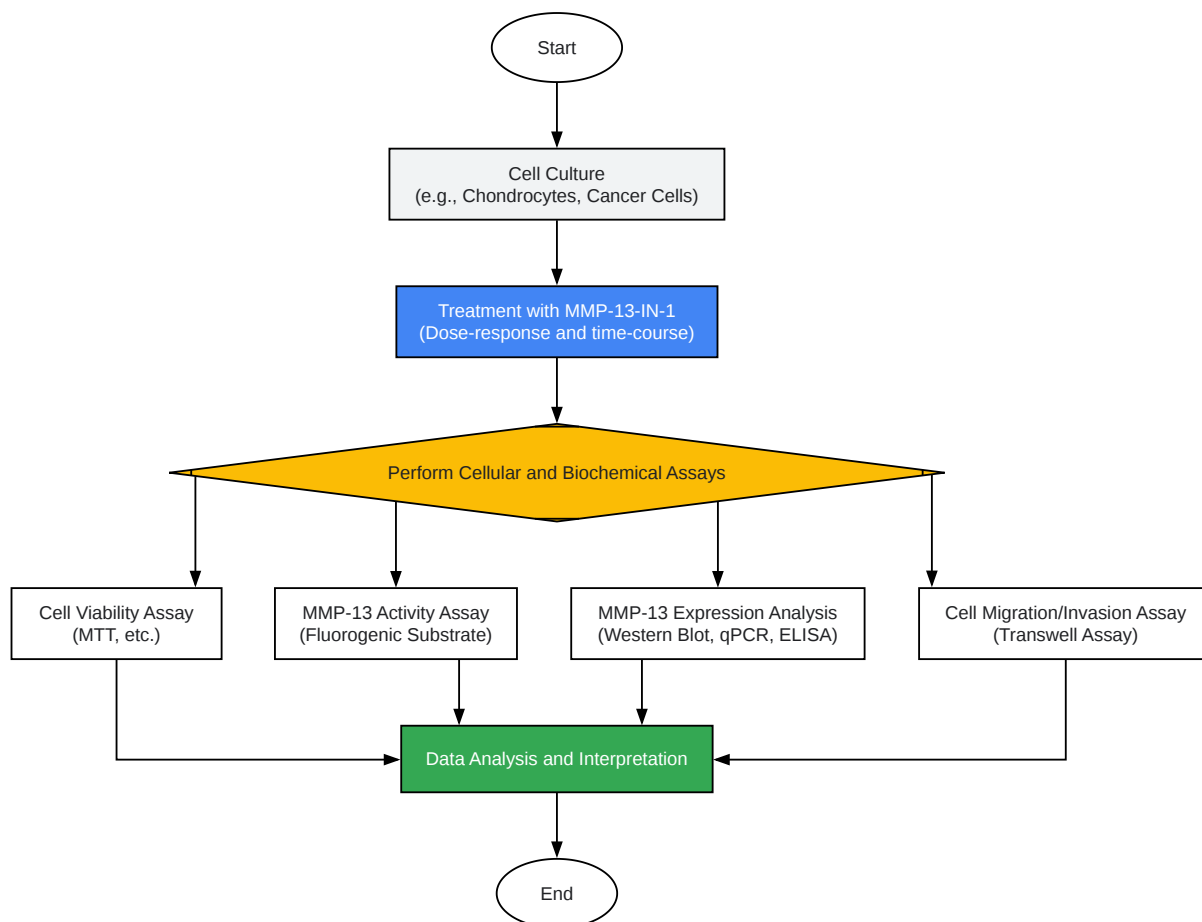 Start
Cell Culture
(e.g., Chondrocytes, Cancer Cells)
Treatment with MMP-13-IN-1
(Dose-response and time-course)
Perform Cellular and Biochemical Assays
Cell Viability Assay
(MTT, etc.)
MMP-13 Activity Assay
(Fluorogenic Substrate)
MMP-13 Expression Analysis
(Western Blot, qPCR, ELISA)
Cell Migration/Invasion Assay
(Transwell Assay)
Data Analysis and Interpretation
End